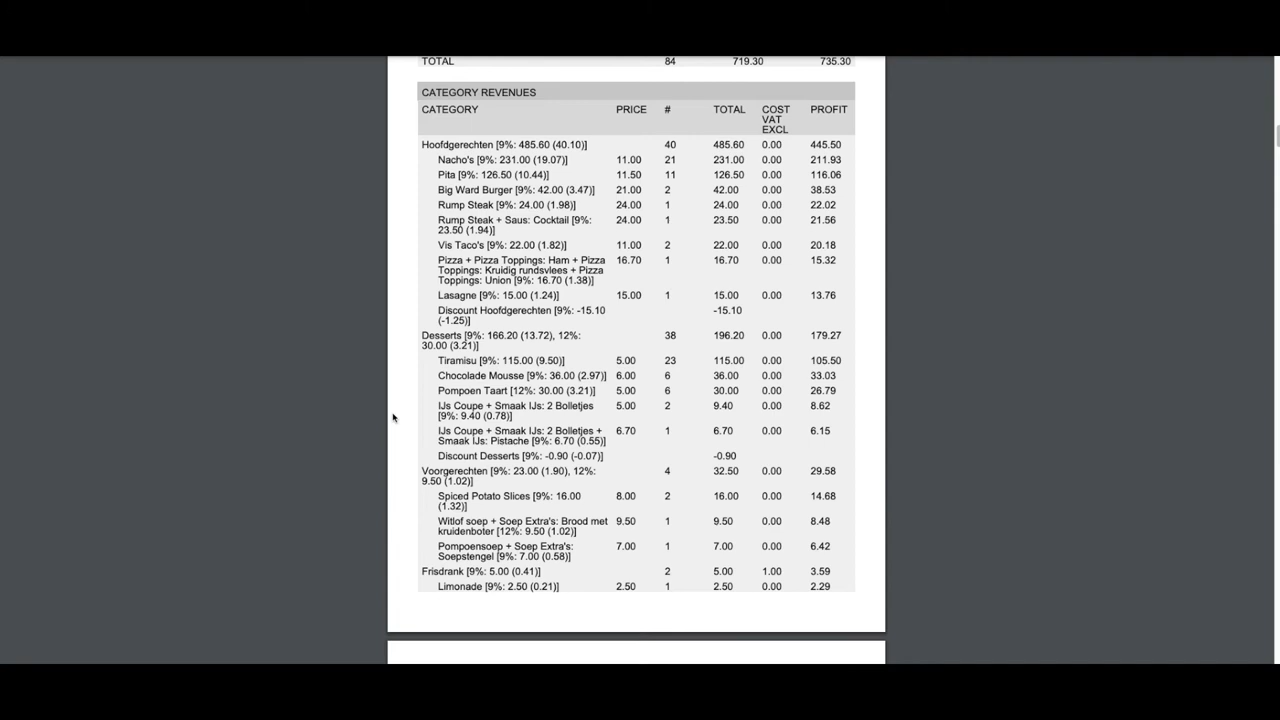 TOTAL 84 719.30 735.30
CATEGORY REVENUES
CATEGORY PRICE # TOTAL COST VAT EXCL PROFIT
Hoofdgerechten [9%: 485.60 (40.10)] 40 485.60 0.00 445.50
Nacho's [9%: 231.00 (19.07)] 11.00 21 231.00 0.00 211.93
Pita [9%: 126.50 (10.44)] 11.50 11 126.50 0.00 116.06
Big Ward Burger [9%: 42.00 (3.47)] 21.00 2 42.00 0.00 38.53
Rump Steak [9%: 24.00 (1.98)] 24.00 1 24.00 0.00 22.02
Rump Steak + Saus: Cocktail [9%: 24.00 1 23.50 0.00 21.56
23.50 (1.94)]
Vis Taco's [9%: 22.00 (1.82)] 11.00 2 22.00 0.00 20.18
Pizza + Pizza Toppings: Ham + Pizza 16.70 1 16.70 0.00 15.32
Toppings: Kruidig rundsvlees + Pizza
Toppings: Union [9%: 16.70 (1.38)]
Lasagne [9%: 15.00 (1.24)] 15.00 1 15.00 0.00 13.76
Discount Hoofdgerechten [9%: -15.10 -15.10
(-1.25)]
Desserts [9%: 166.20 (13.72), 12%: 38 196.20 0.00 179.27
30.00 (3.21)]
Tiramisu [9%: 115.00 (9.50)] 5.00 23 115.00 0.00 105.50
Chocolade Mousse [9%: 36.00 (2.97)] 6.00 6 36.00 0.00 33.03
Pompoen Taart [12%: 30.00 (3.21)] 5.00 6 30.00 0.00 26.79
IJs Coupe + Smaak IJs: 2 Bolletjes 5.00 2 9.40 0.00 8.62
[9%: 9.40 (0.78)]
IJs Coupe + Smaak IJs: 2 Bolletjes + 6.70 1 6.70 0.00 6.15
Smaak IJs: Pistache [9%: 6.70 (0.55)]
Discount Desserts [9%: -0.90 (-0.07)] -0.90
Voorgerechten [9%: 23.00 (1.90), 12%: 4 32.50 0.00 29.58
9.50 (1.02)]
Spiced Potato Slices [9%: 16.00 8.00 2 16.00 0.00 14.68
(1.32)]
Witlof soep + Soep Extra's: Brood met 9.50 1 9.50 0.00 8.48
kruidenboter [12%: 9.50 (1.02)]
Pompoensoep + Soep Extra's: 7.00 1 7.00 0.00 6.42
Soepstengel [9%: 7.00 (0.58)]
Frisdrank [9%: 5.00 (0.41)] 2 5.00 1.00 3.59
Limonade [9%: 2.50 (0.21)] 2.50 1 2.50 0.00 2.29